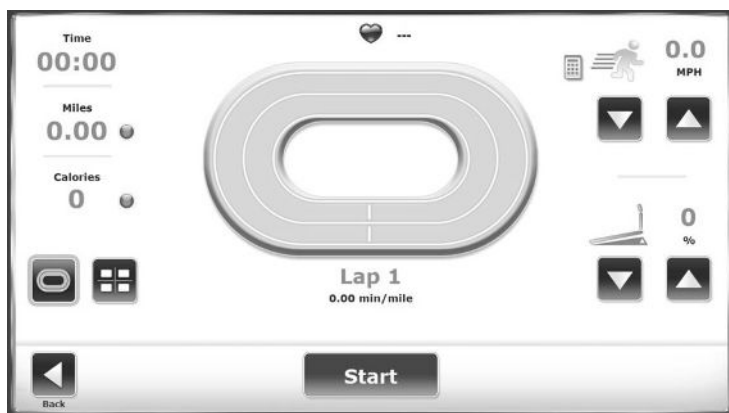 Time
00:00
Miles
0.00
Calories
0
---
Lap 1
0.00 min/mile
0.0
MPH
0
%
Start
Back